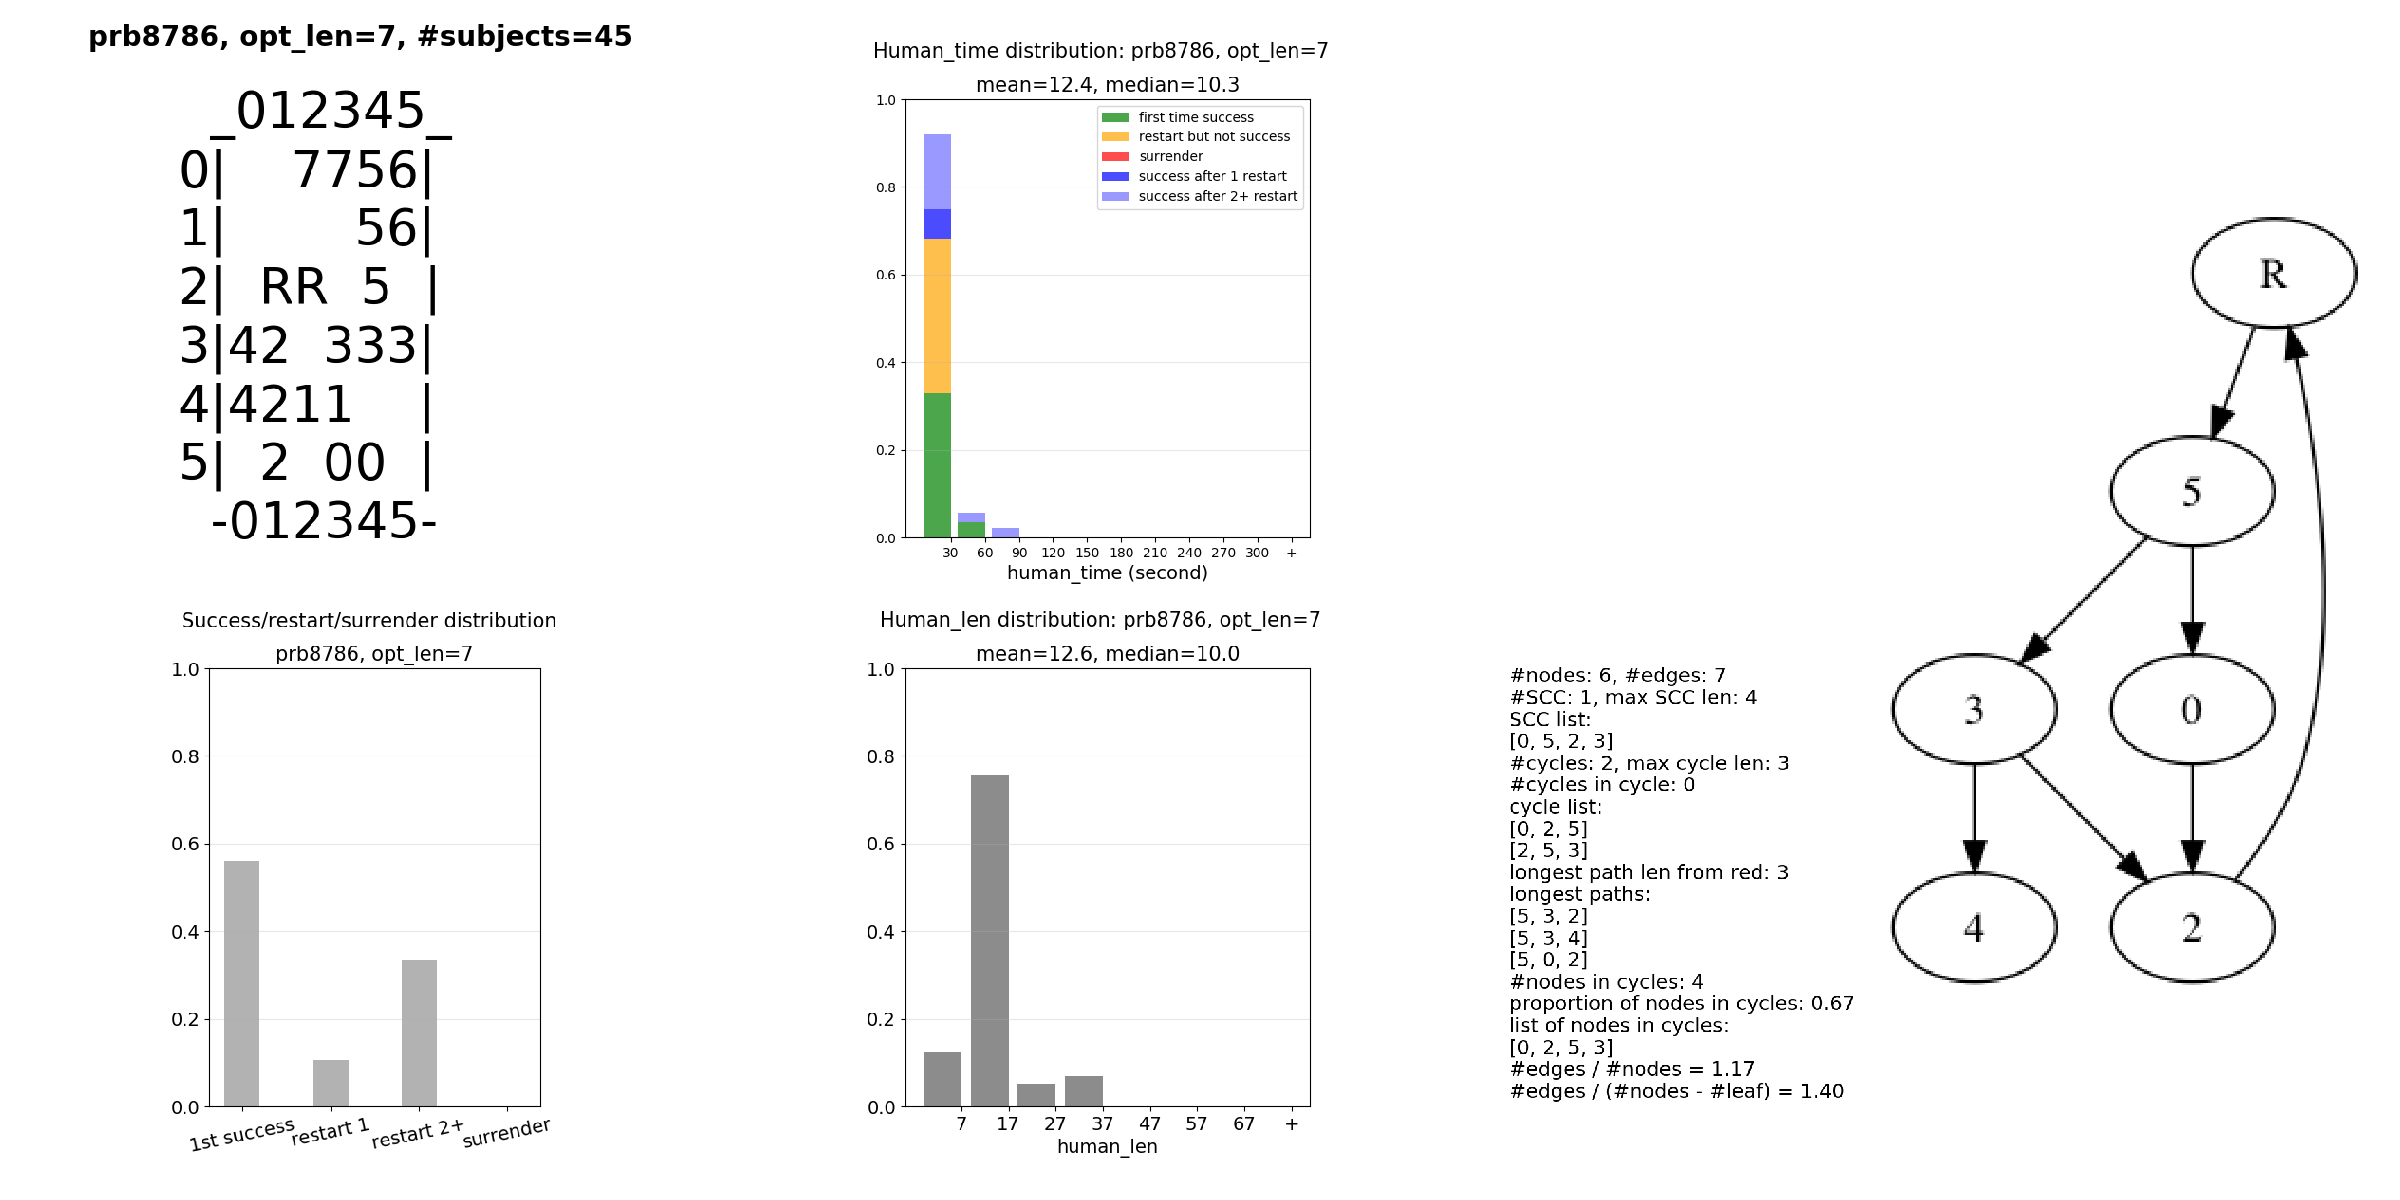 prb8786, opt_len=7, #subjects=45
_012345_
0|  7756|
1|    56|
2| RR 5 |
3|42 333|
4|4211  |
5| 2 00 |
-012345-
Human_time distribution: prb8786, opt_len=7
mean=12.4, median=10.3
1.0
0.8
0.6
0.4
0.2
0.0
first time success
restart but not success
surrender
success after 1 restart
success after 2+ restart
30 60 90 120 150 180 210 240 270 300 +
human_time (second)
Success/restart/surrender distribution
prb8786, opt_len=7
1.0
0.8
0.6
0.4
0.2
0.0
1st success restart 1 restart 2+ surrender
Human_len distribution: prb8786, opt_len=7
mean=12.6, median=10.0
1.0
0.8
0.6
0.4
0.2
0.0
7 17 27 37 47 57 67 +
human_len
#nodes: 6, #edges: 7
#SCC: 1, max SCC len: 4
SCC list:
[0, 5, 2, 3]
#cycles: 2, max cycle len: 3
#cycles in cycle: 0
cycle list:
[0, 2, 5]
[2, 5, 3]
longest path len from red: 3
longest paths:
[5, 3, 2]
[5, 3, 4]
[5, 0, 2]
#nodes in cycles: 4
proportion of nodes in cycles: 0.67
list of nodes in cycles:
[0, 2, 5, 3]
#edges / #nodes = 1.17
#edges / (#nodes - #leaf) = 1.40
R
5
3 0
4 2